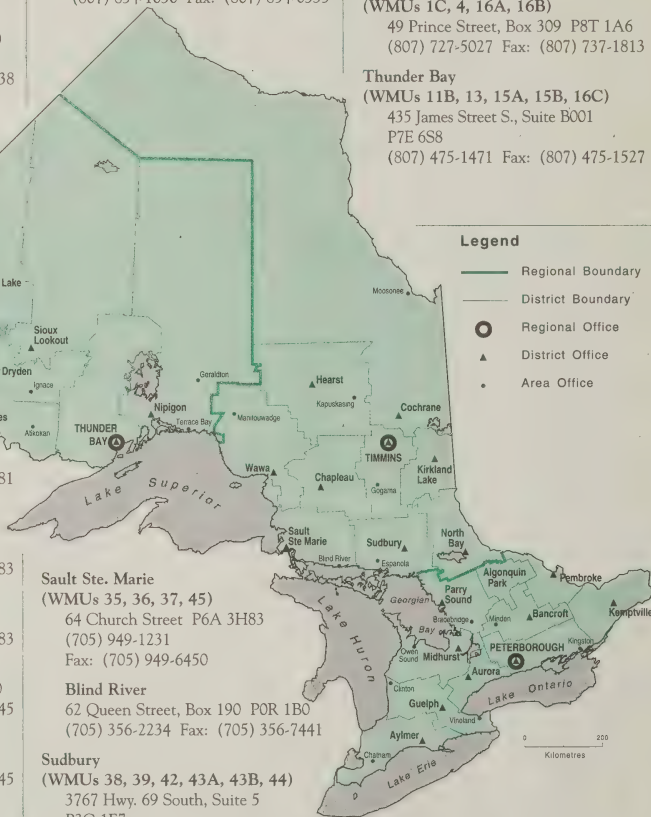 (WMUs 1C, 4, 16A, 16B)
49 Prince Street, Box 309 P8T 1A6
(807) 727-5027 Fax: (807) 737-1813
Thunder Bay
(WMUs 11B, 13, 15A, 15B, 16C)
435 James Street S., Suite B001
P7E 6S8
(807) 475-1471 Fax: (807) 475-1527
Legend
Regional Boundary
District Boundary
Regional Office
District Office
Area Office
38
Moosonee
Lake
Sioux
Lookout
Dryden
Ignace
Atikokan
THUNDER
BAY
Nipigon
Geraldton
Terrace Bay
Manitouwadge
Hearst
Kapuskasing
Cochrane
TIMMINS
Kirkland
Lake
Wawa
Chapleau
Gogama
81
Lake Superior
Sault
Ste Marie
Blind River
Sudbury
Espanola
North
Bay
83
Sault Ste. Marie
(WMUs 35, 36, 37, 45)
64 Church Street P6A 3H83
(705) 949-1231
Fax: (705) 949-6450
83
Blind River
62 Queen Street, Box 190 P0R 1B0
(705) 356-2234 Fax: (705) 356-7441
45
Sudbury
(WMUs 38, 39, 42, 43A, 43B, 44)
3767 Hwy. 69 South, Suite 5
45
Algonquin
Park
Pembroke
Parry
Sound
Georgian
Bay
Bracebridge
Minden
Bancroft
Kemptville
Kingston
Lake Huron
Owen
Sound
Midhurst
PETERBOROUGH
Aurora
Lake Ontario
Clinton
Guelph
Vineland
Aylmer
Chatham
Lake Erie
0 200
Kilometres